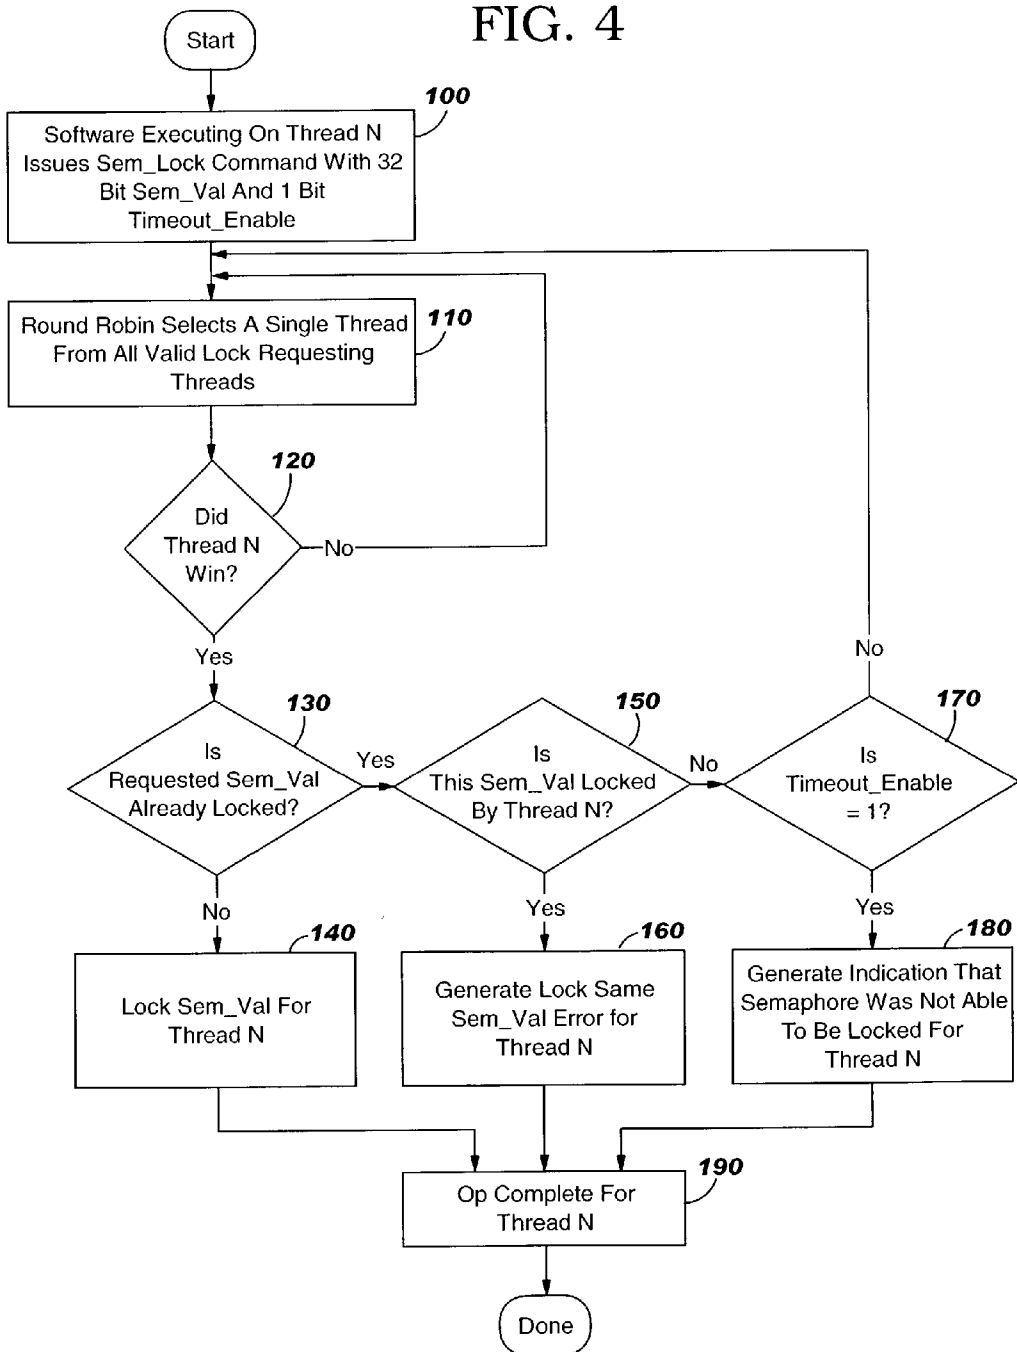 FIG. 4
Start
100
Software Executing On Thread N
Issues Sem_Lock Command With 32
Bit Sem_Val And 1 Bit
Timeout_Enable
110
Round Robin Selects A Single Thread
From All Valid Lock Requesting
Threads
120
Did
Thread N
Win?
No
Yes
130
Is
Requested Sem_Val
Already Locked?
Yes
150
Is
This Sem_Val Locked
By Thread N?
No
170
Is
Timeout_Enable
= 1?
No
No
140
Lock Sem_Val For
Thread N
Yes
160
Generate Lock Same
Sem_Val Error for
Thread N
Yes
180
Generate Indication That
Semaphore Was Not Able
To Be Locked For
Thread N
190
Op Complete For
Thread N
Done